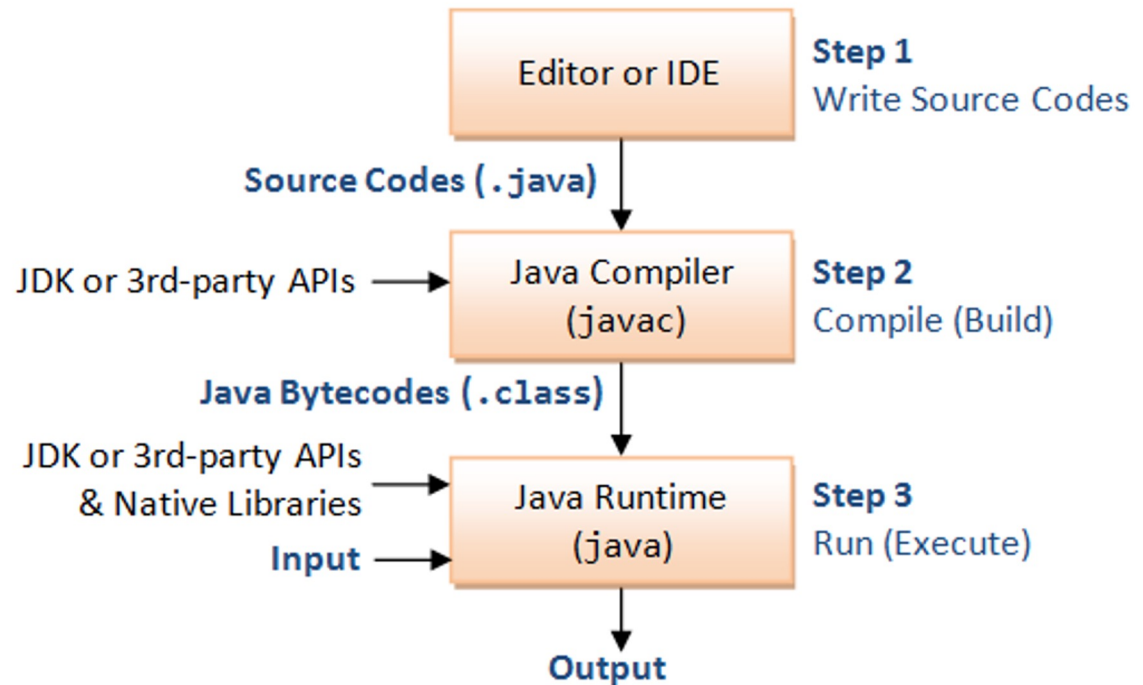 Editor or IDE
Step 1
Write Source Codes
Source Codes (.java)
JDK or 3rd-party APIs
Java Compiler
(javac)
Step 2
Compile (Build)
Java Bytecodes (.class)
JDK or 3rd-party APIs
& Native Libraries
Input
Java Runtime
(java)
Step 3
Run (Execute)
Output